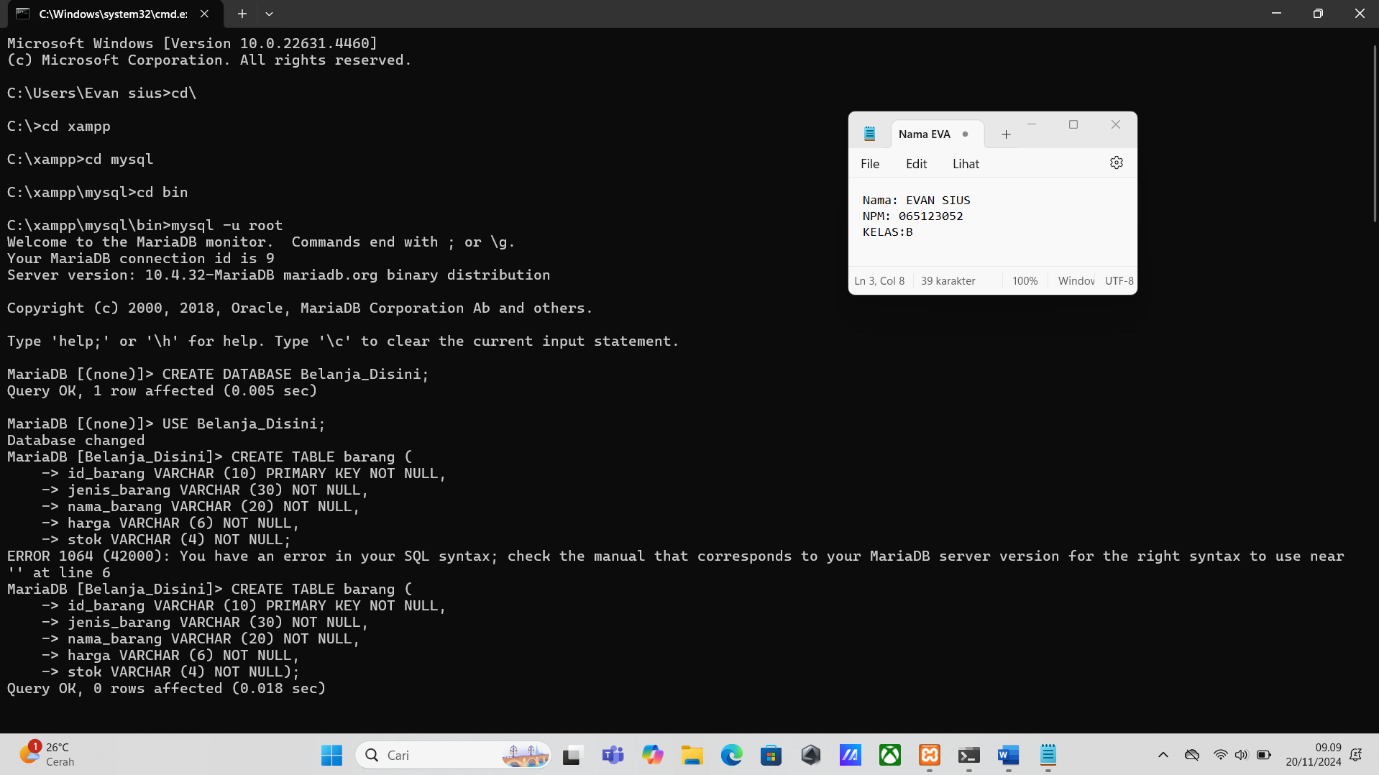 C:\Windows\system32\cmd.e:
Microsoft Windows [Version 10.0.22631.4460]
(c) Microsoft Corporation. All rights reserved.
C:\Users\Evan sius>cd\
C:\>cd xampp
C:\xampp>cd mysql
C:\xampp\mysql>cd bin
C:\xampp\mysql\bin>mysql -u root
Welcome to the MariaDB monitor.  Commands end with ; or \g.
Your MariaDB connection id is 9
Server version: 10.4.32-MariaDB mariadb.org binary distribution
Copyright (c) 2000, 2018, Oracle, MariaDB Corporation Ab and others.
Type 'help;' or '\h' for help. Type '\c' to clear the current input statement.
MariaDB [(none)]> CREATE DATABASE Belanja_Disini;
Query OK, 1 row affected (0.005 sec)
MariaDB [(none)]> USE Belanja_Disini;
Database changed
MariaDB [Belanja_Disini]> CREATE TABLE barang (
    -> id_barang VARCHAR (10) PRIMARY KEY NOT NULL,
    -> jenis_barang VARCHAR (30) NOT NULL,
    -> nama_barang VARCHAR (20) NOT NULL,
    -> harga VARCHAR (6) NOT NULL,
    -> stok VARCHAR (4) NOT NULL;
ERROR 1064 (42000): You have an error in your SQL syntax; check the manual that corresponds to your MariaDB server version for the right syntax to use near
'' at line 6
MariaDB [Belanja_Disini]> CREATE TABLE barang (
    -> id_barang VARCHAR (10) PRIMARY KEY NOT NULL,
    -> jenis_barang VARCHAR (30) NOT NULL,
    -> nama_barang VARCHAR (20) NOT NULL,
    -> harga VARCHAR (6) NOT NULL,
    -> stok VARCHAR (4) NOT NULL);
Query OK, 0 rows affected (0.018 sec)
Nama EVA
File Edit Lihat
Nama: EVAN SIUS
NPM: 065123052
KELAS:B
Ln 3, Col 8 39 karakter 100% Window UTF-8
1
26°C
Cerah
Cari
09.09
20/11/2024